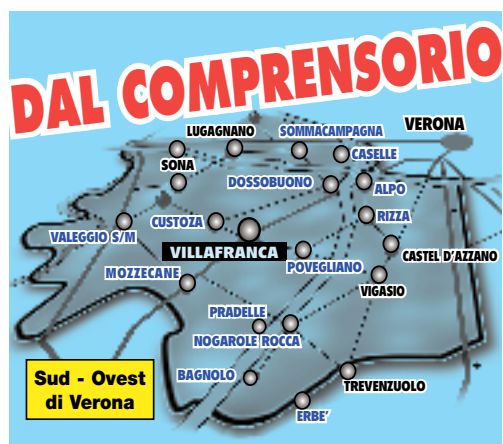 DAL COMPRENSORIO
LUGAGNANO
SOMMACAMPAGNA
VERONA
SONA
CASELLE
DOSSOBUONO
ALPO
CUSTOZA
RIZZA
VALEGGIO S/M
VILLAFRANCA
POVEGLIANO
CASTEL D'AZZANO
MOZZECANE
VIGASIO
PRADELLE
NOGAROLE ROCCA
BAGNOLO
TREVENZUOLO
ERBE'
Sud - Ovest
di Verona